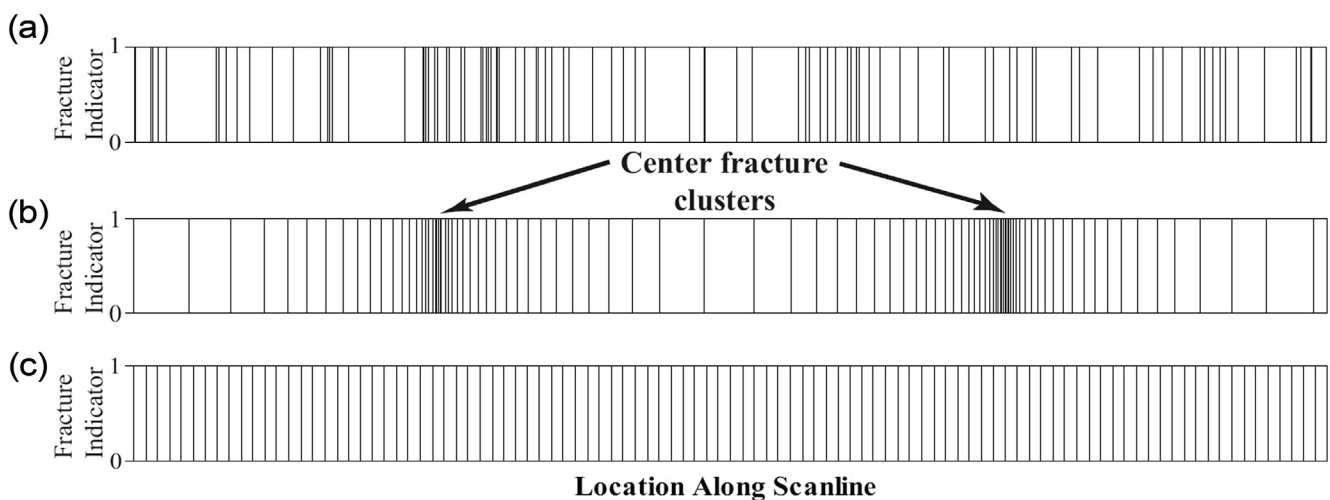 (a)
1
Fracture
Indicator
0
Center fracture
clusters
(b)
1
Fracture
Indicator
0
(c)
1
Fracture
Indicator
0
Location Along Scanline